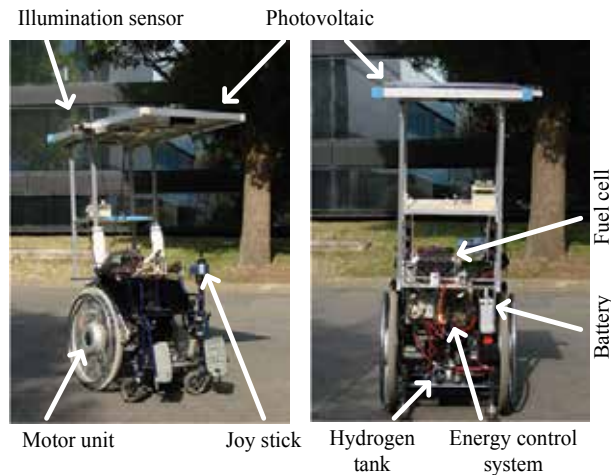 Illumination sensor
Photovoltaic
Fuel cell
Battery
Motor unit
Joy stick
Hydrogen
tank
Energy control
system